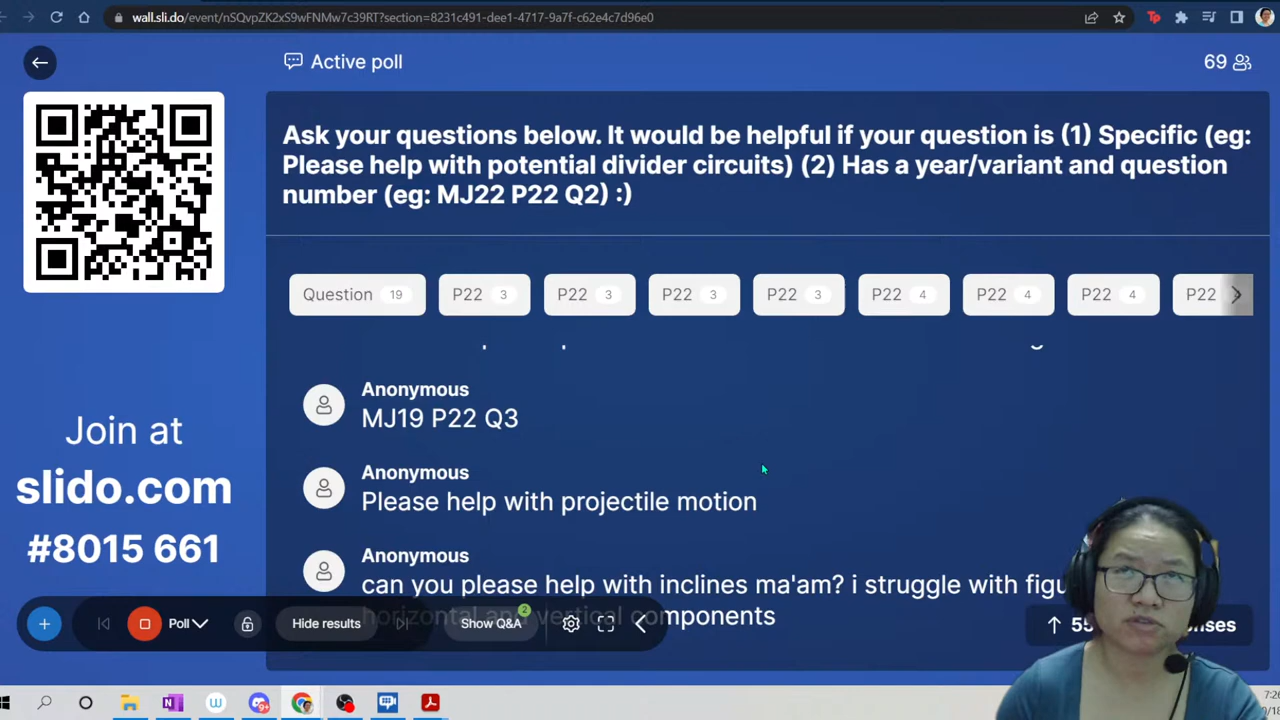 wall.sli.do/event/nSQvpZK2xS9wFNMw7c39RT?section=8231c491-dee1-4717-9a7f-c62e4c7d96e0
Active poll
69
Ask your questions below. It would be helpful if your question is (1) Specific (eg:
Please help with potential divider circuits) (2) Has a year/variant and question
number (eg: MJ22 P22 Q2) :)
Question 19
P22 3
P22 3
P22 3
P22 3
P22 4
P22 4
P22 4
P22
Anonymous
MJ19 P22 Q3
Anonymous
Please help with projectile motion
Anonymous
can you please help with inclines ma'am? i struggle with figu
horizontal and vertical components
Join at
slido.com
#8015 661
Poll
Hide results
Show Q&A 2